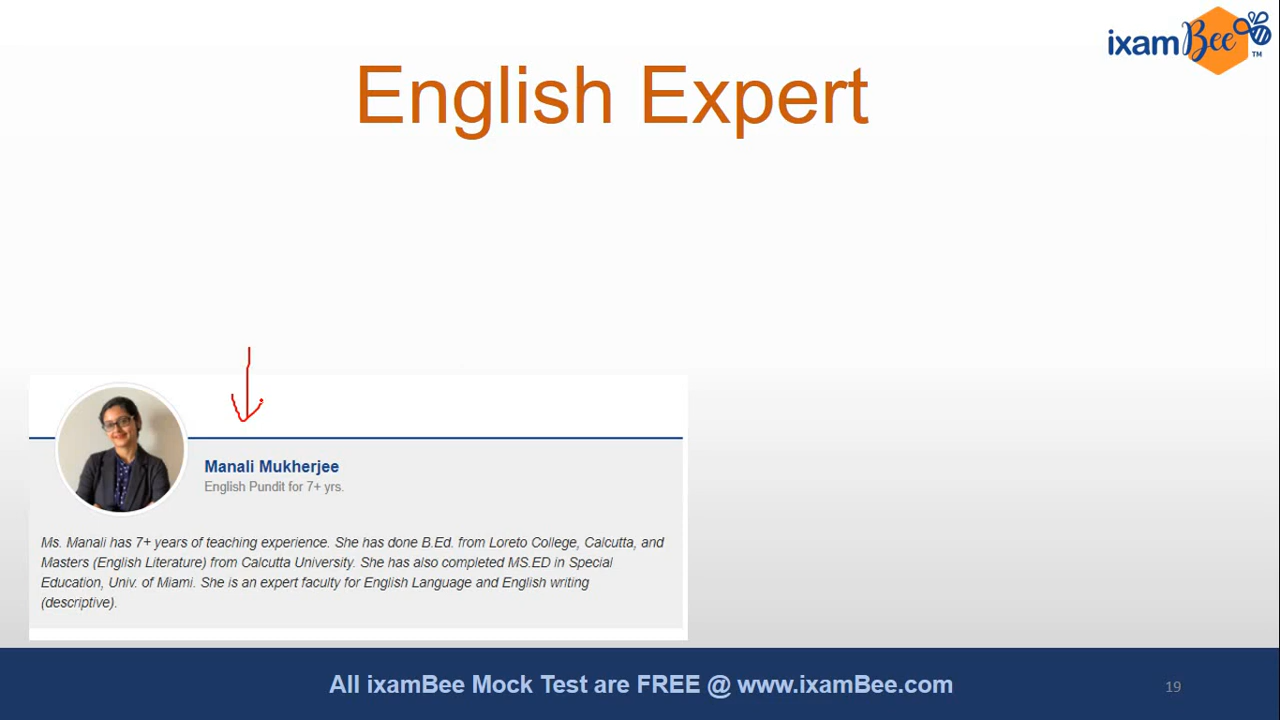 ixamBee
TM
English Expert
Manali Mukherjee
English Pundit for 7+ yrs.
Ms. Manali has 7+ years of teaching experience. She has done B.Ed. from Loreto College, Calcutta, and
Masters (English Literature) from Calcutta University. She has also completed MS.ED in Special
Education, Univ. of Miami. She is an expert faculty for English Language and English writing
(descriptive).
All ixamBee Mock Test are FREE @ www.ixamBee.com
19